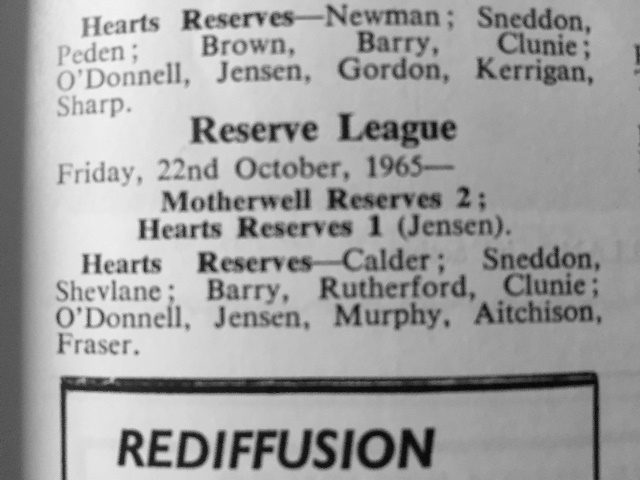 Hearts Reserves—Newman; Sneddon,
Peden; Brown, Barry, Clunie;
O'Donnell, Jensen, Gordon, Kerrigan,
Sharp.
Reserve League
Friday, 22nd October, 1965—
Motherwell Reserves 2;
Hearts Reserves 1 (Jensen).
Hearts Reserves—Calder; Sneddon,
Shevlane; Barry, Rutherford, Clunie;
O'Donnell, Jensen, Murphy, Aitchison,
Fraser.
REDIFFUSION